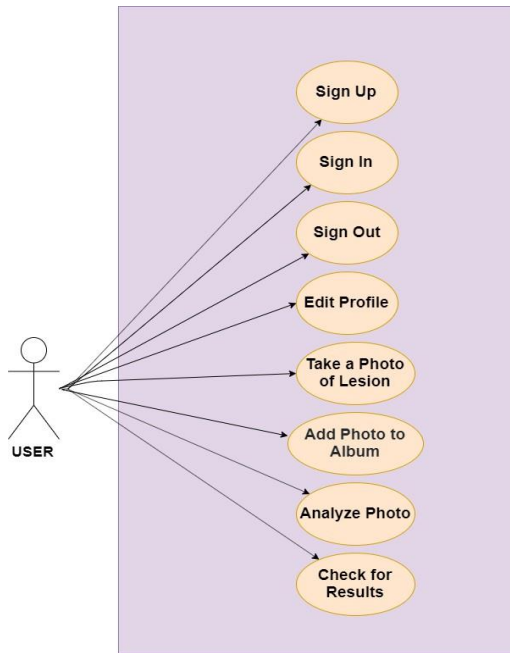 Sign Up
Sign In
Sign Out
Edit Profile
Take a Photo
of Lesion
USER
Add Photo to
Album
Analyze Photo
Check for
Results